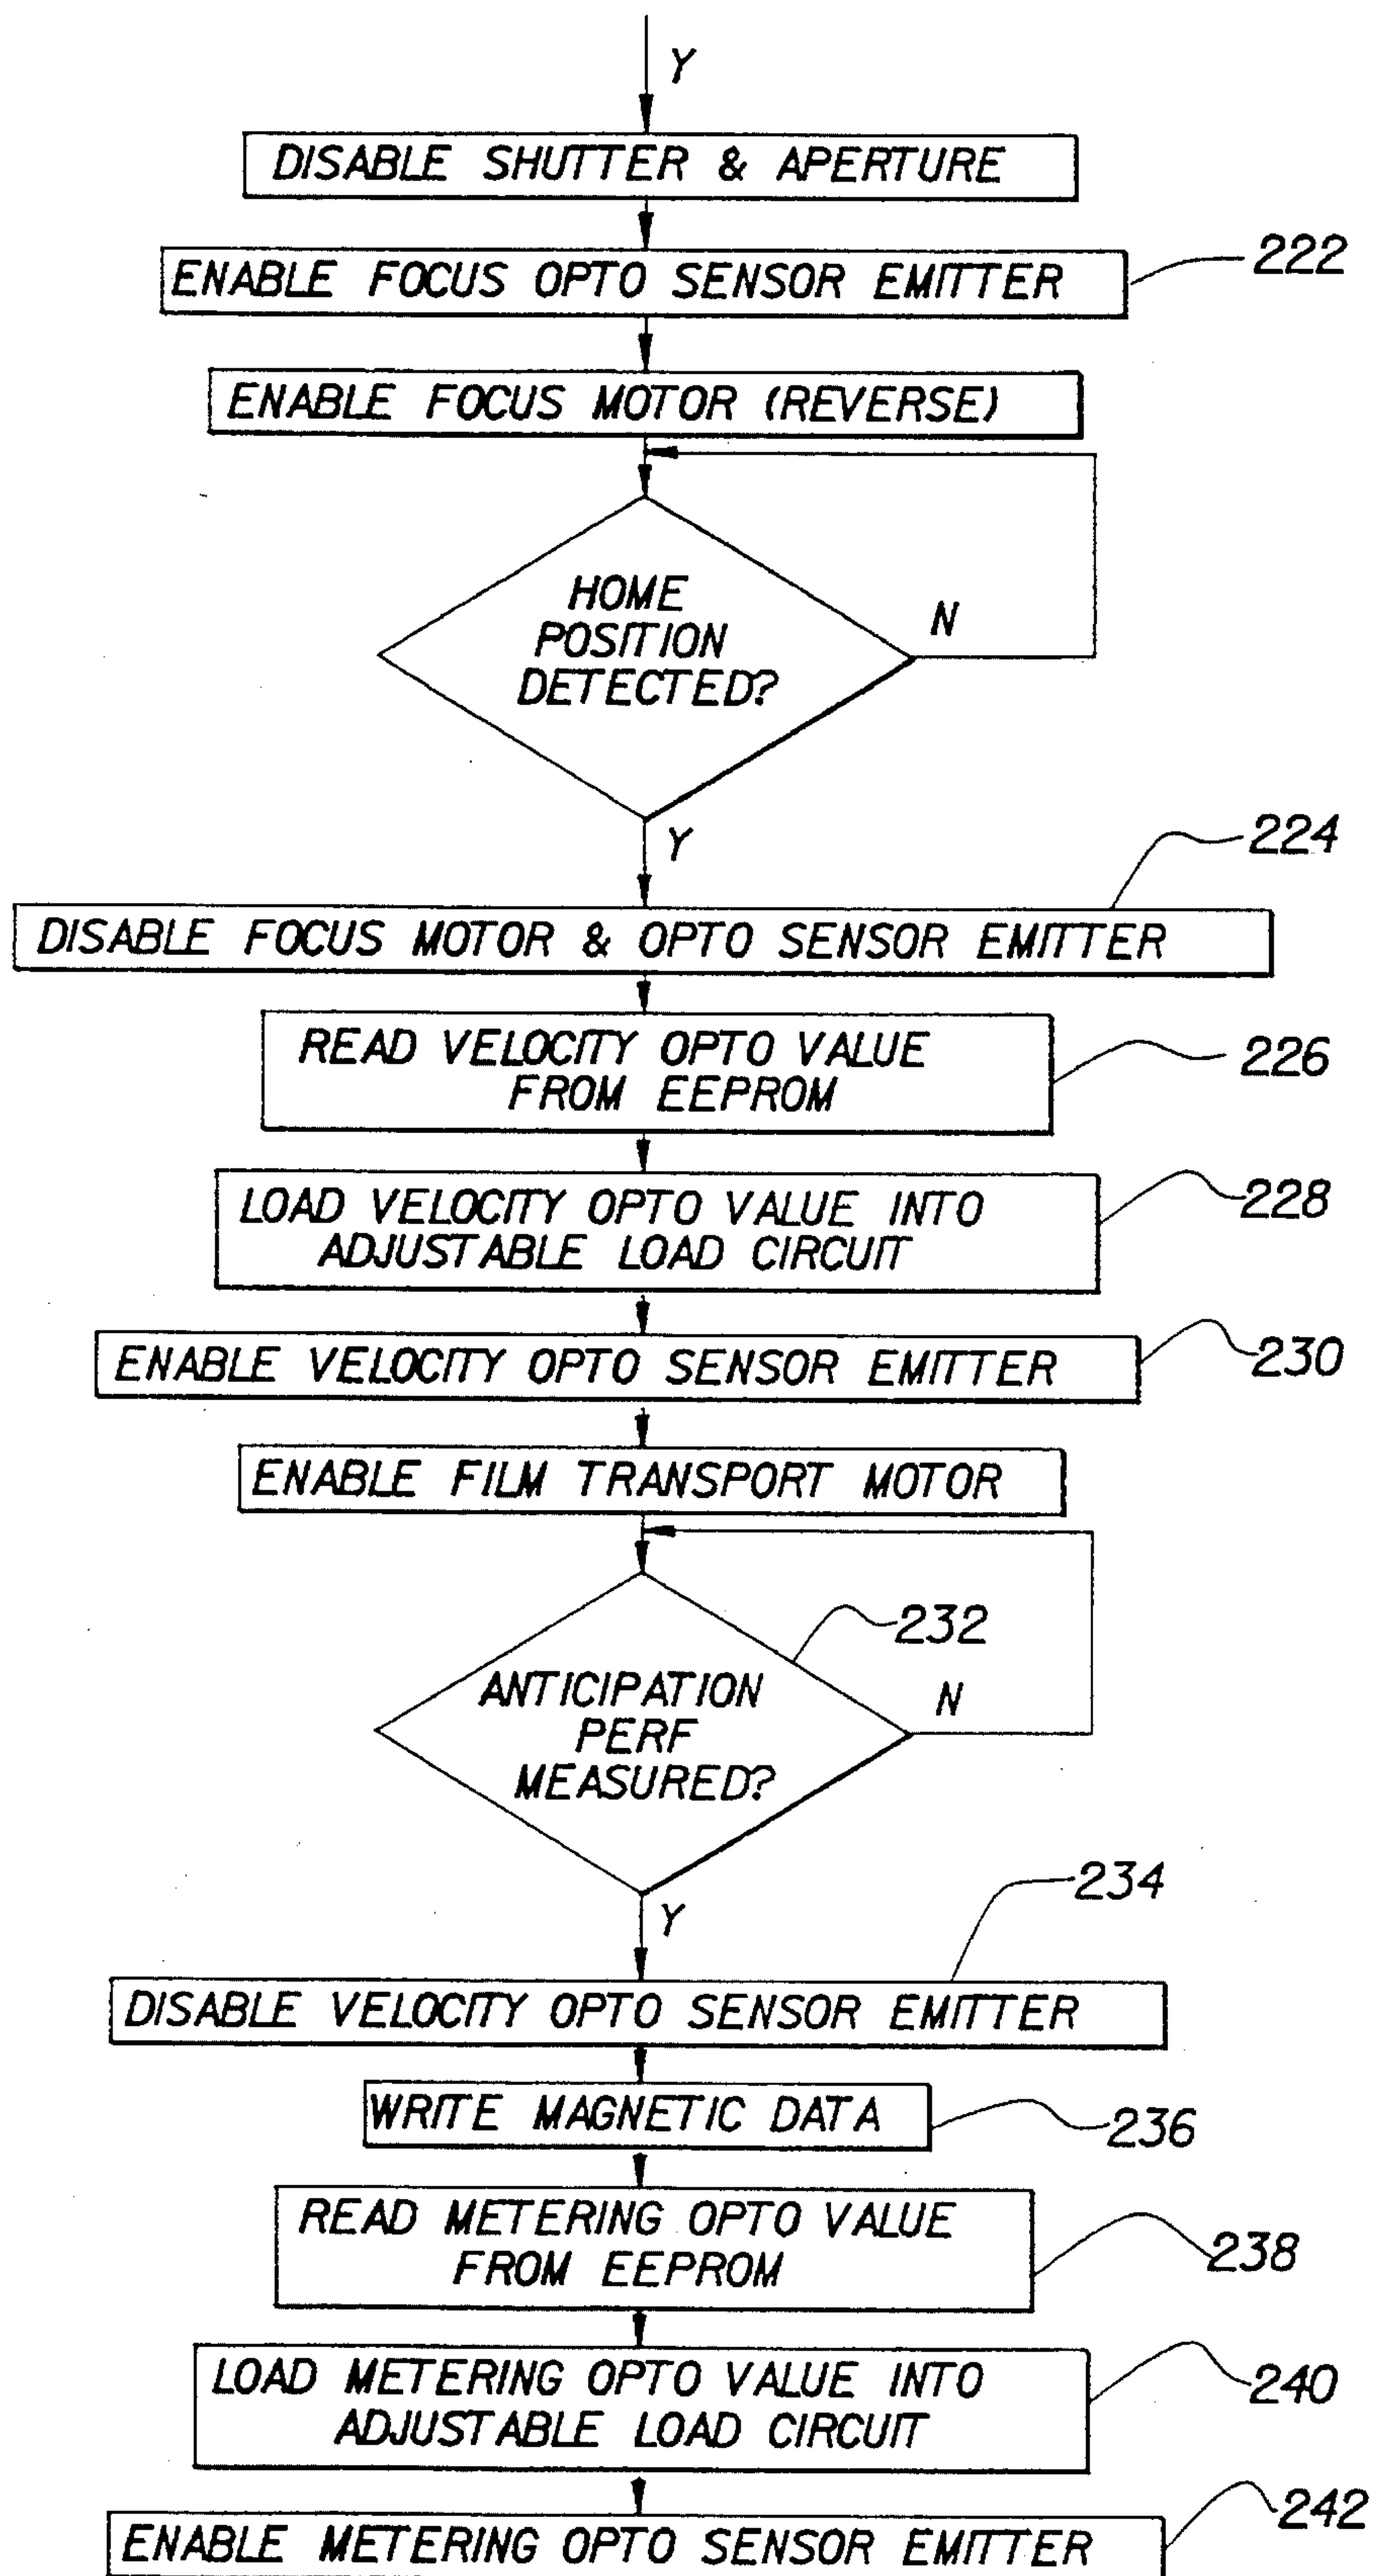 Y
DISABLE SHUTTER & APERTURE
ENABLE FOCUS OPTO SENSOR EMITTER
222
ENABLE FOCUS MOTOR (REVERSE)
HOME
POSITION
DETECTED?
N
Y
224
DISABLE FOCUS MOTOR & OPTO SENSOR EMITTER
READ VELOCITY OPTO VALUE
FROM EEPROM
226
LOAD VELOCITY OPTO VALUE INTO
ADJUSTABLE LOAD CIRCUIT
228
ENABLE VELOCITY OPTO SENSOR EMITTER
230
ENABLE FILM TRANSPORT MOTOR
232
ANTICIPATION
PERF
MEASURED?
N
234
Y
DISABLE VELOCITY OPTO SENSOR EMITTER
WRITE MAGNETIC DATA
236
READ METERING OPTO VALUE
FROM EEPROM
238
LOAD METERING OPTO VALUE INTO
ADJUSTABLE LOAD CIRCUIT
240
242
ENABLE METERING OPTO SENSOR EMITTER